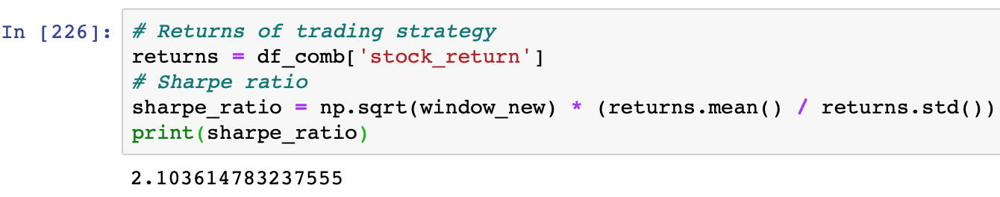 In [226]:
# Returns of trading strategy
returns = df_comb['stock_return']
# Sharpe ratio
sharpe_ratio = np.sqrt(window_new) * (returns.mean() / returns.std())
print(sharpe_ratio)
2.103614783237555